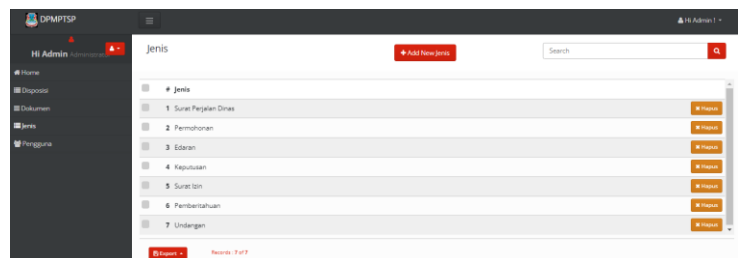 DPMPTSP
Hi Admin ! 
Hi Admin Administrator
Home
Disposisi
Dokumen
Jenis
Pengguna
Jenis
+ Add New Jenis
Search
# Jenis
1 Surat Perjalan Dinas Hapus
2 Permohonan Hapus
3 Edaran Hapus
4 Keputusan Hapus
5 Surat Izin Hapus
6 Pemberitahuan Hapus
7 Undangan Hapus
Export
Records : 7 of 7